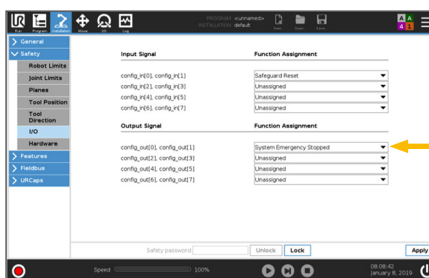 Run Program Installation Move I/O Log
PROGRAM <unnamed>
INSTALLATION default
New... Open... Save...
A A
4 1
General
Safety
Robot Limits
Joint Limits
Planes
Tool Position
Tool
Direction
I/O
Hardware
Features
Fieldbus
URCaps
Input Signal Function Assignment
config_in[0], config_in[1] Safeguard Reset
config_in[2], config_in[3] Unassigned
config_in[4], config_in[5] Unassigned
config_in[6], config_in[7] Unassigned
Output Signal Function Assignment
config_out[0], config_out[1] System Emergency Stopped
config_out[2], config_out[3] Unassigned
config_out[4], config_out[5] Unassigned
config_out[6], config_out[7] Unassigned
Safety password Unlock Lock Apply
Speed 100%
08:08:42
January 8, 2019